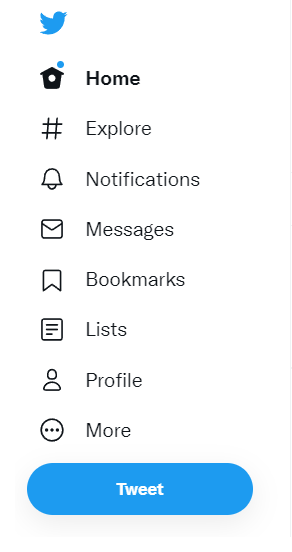 Home
Explore
Notifications
Messages
Bookmarks
Lists
Profile
More
Tweet